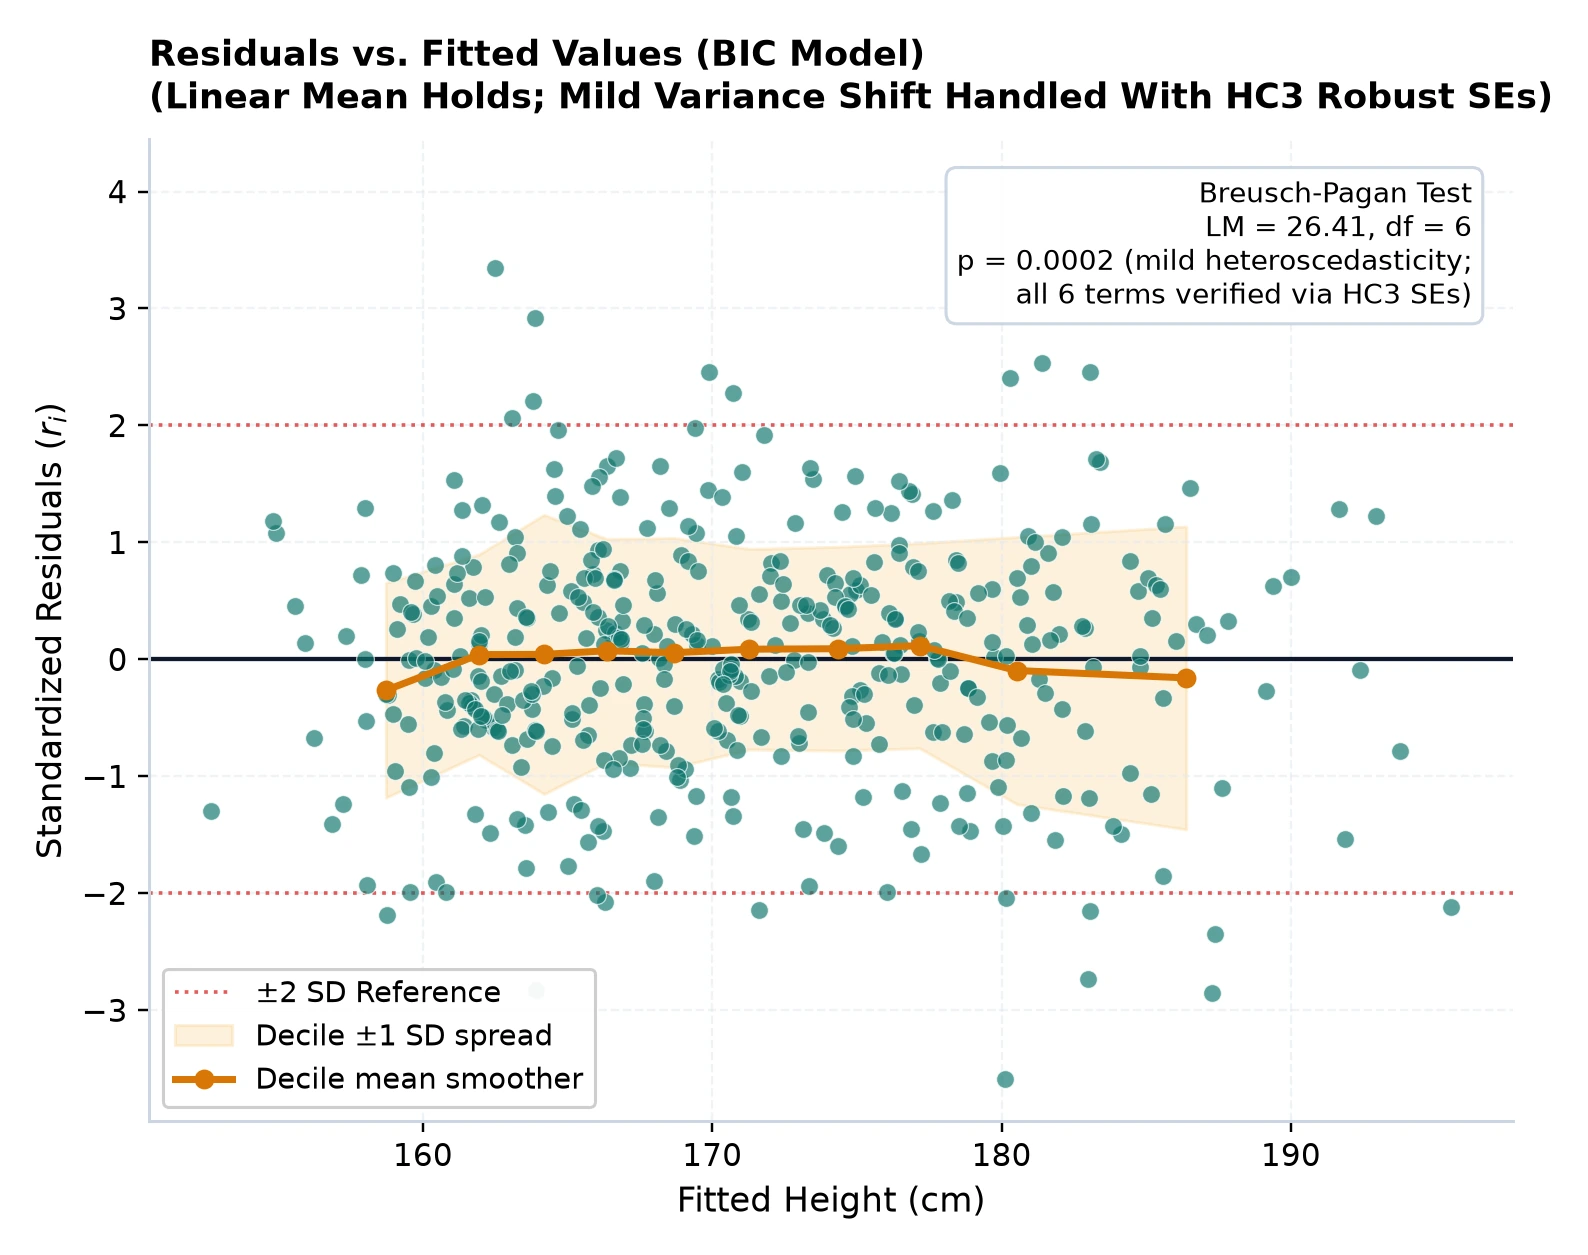 Residuals vs. Fitted Values (BIC Model)
(Linear Mean Holds; Mild Variance Shift Handled With HC3 Robust SEs)
Breusch-Pagan Test
LM = 26.41, df = 6
p = 0.0002 (mild heteroscedasticity;
all 6 terms verified via HC3 SEs)
Standardized Residuals (rᵢ)
4
3
2
1
0
−1
−2
−3
±2 SD Reference
Decile ±1 SD spread
Decile mean smoother
160
170
180
190
Fitted Height (cm)